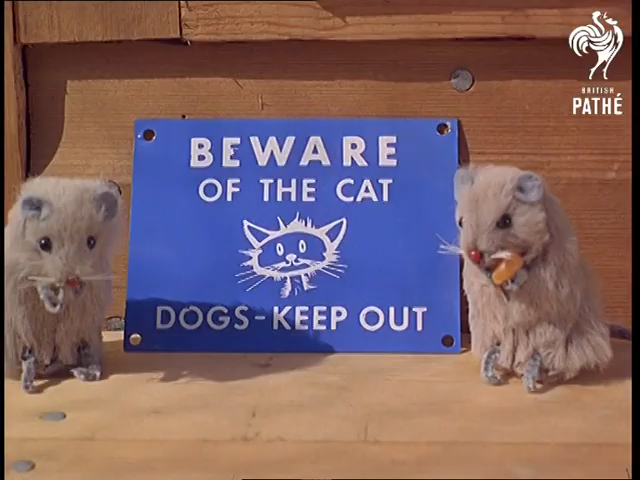 BRITISH
PATHÉ
BEWARE
OF THE CAT
DOGS-KEEP OUT